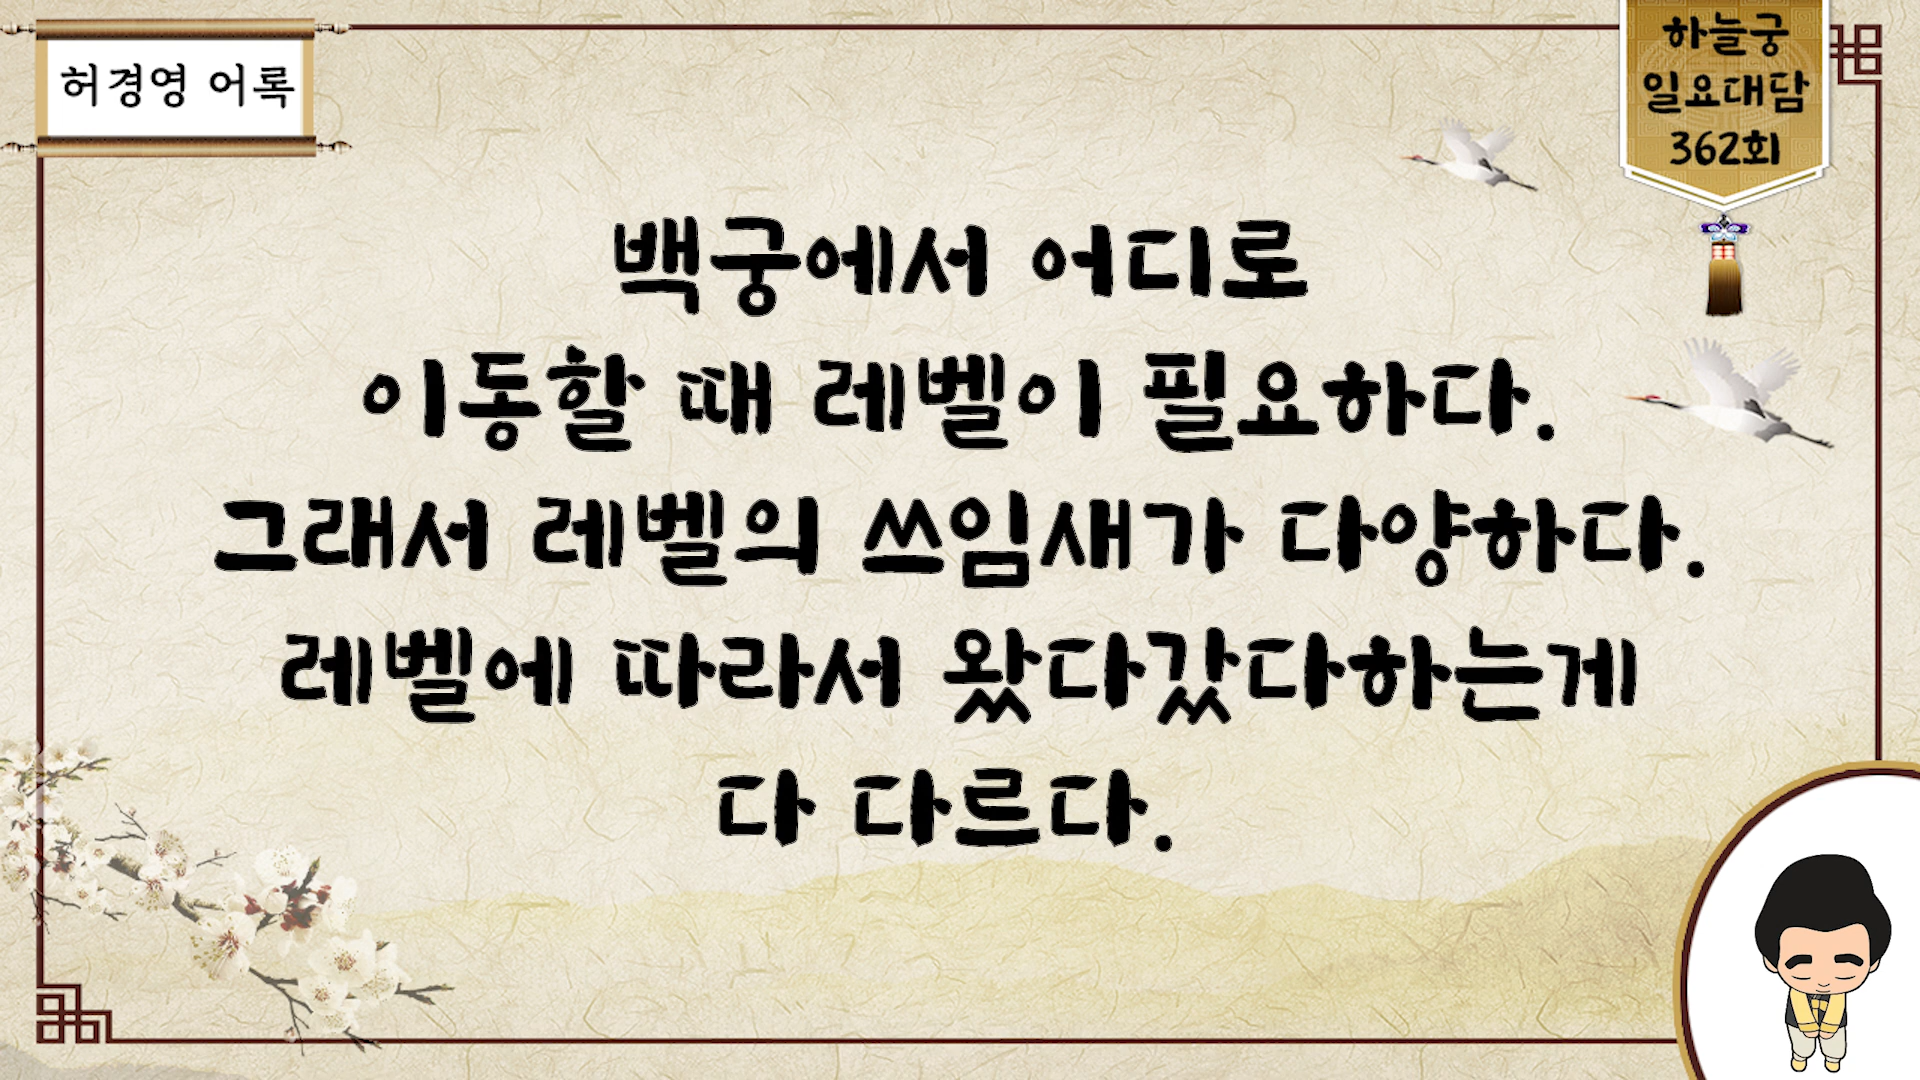 허경영 어록
하늘궁
일요대담
362회
백궁에서 어디로
이동할 때 레벨이 필요하다.
그래서 레벨의 쓰임새가 다양하다.
레벨에 따라서 왔다갔다하는게
다 다르다.